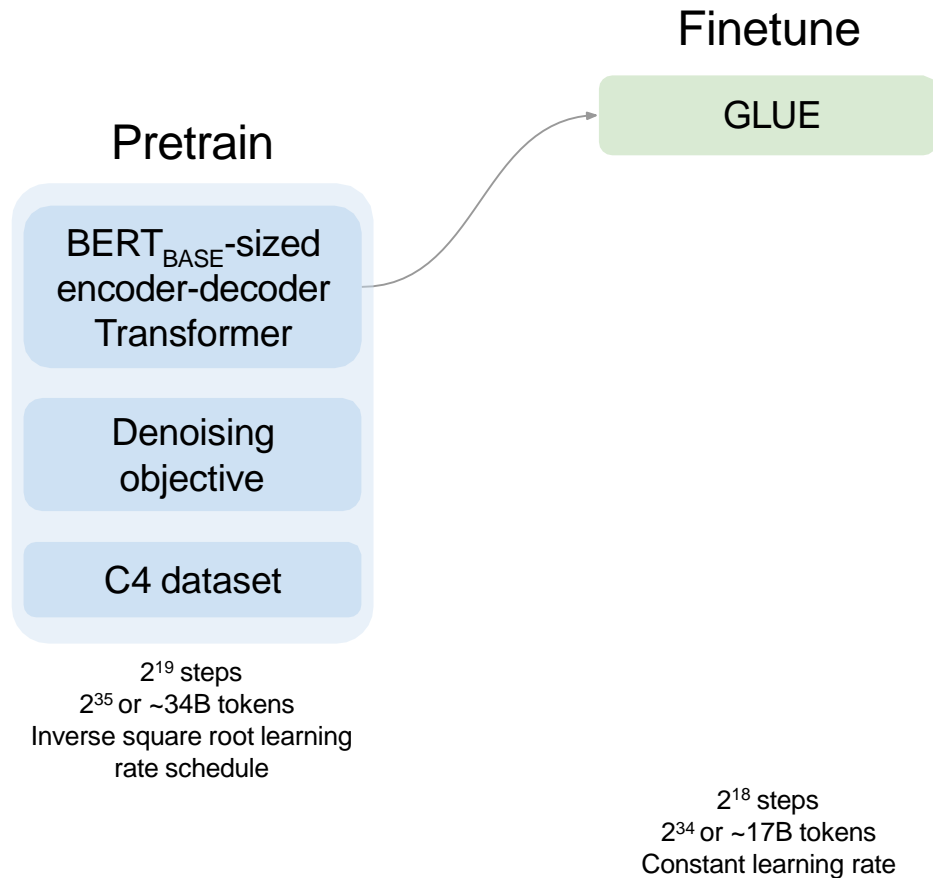 Finetune
GLUE
Pretrain
BERT_BASE-sized
encoder-decoder
Transformer
Denoising
objective
C4 dataset
2¹⁹ steps
2³⁵ or ~34B tokens
Inverse square root learning
rate schedule
2¹⁸ steps
2³⁴ or ~17B tokens
Constant learning rate